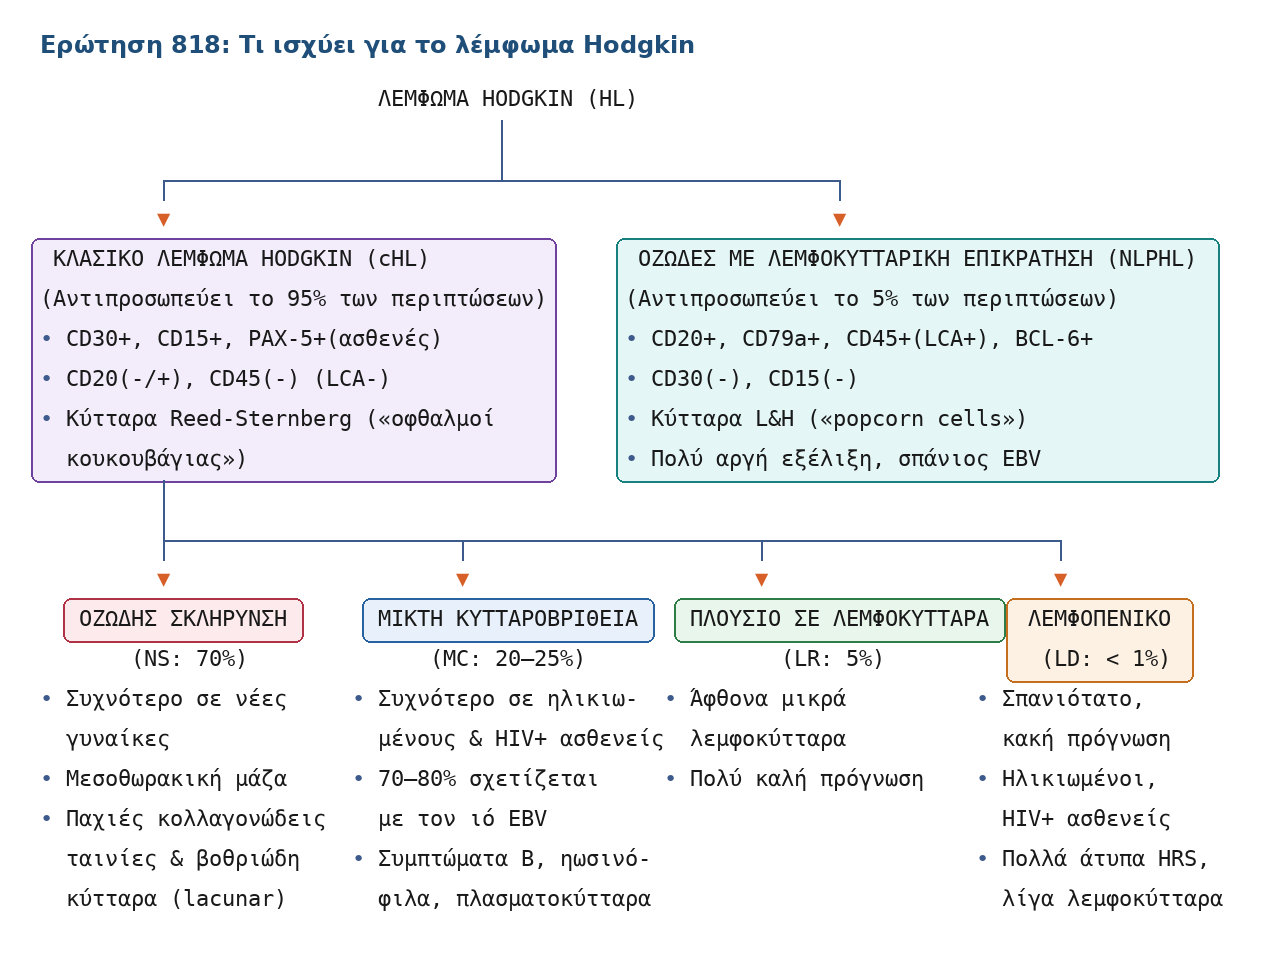 Ερώτηση 818: Τι ισχύει για το λέμφωμα Hodgkin
ΛΕΜΦΩΜΑ HODGKIN (HL)
ΚΛΑΣΙΚΟ ΛΕΜΦΩΜΑ HODGKIN (cHL)
(Αντιπροσωπεύει το 95% των περιπτώσεων)
• CD30+, CD15+, PAX-5+(ασθενές)
• CD20(-/+), CD45(-) (LCA-)
• Κύτταρα Reed-Sternberg («οφθαλμοί
κουκουβάγιας»)
ΟΖΩΔΕΣ ΜΕ ΛΕΜΦΟΚΥΤΤΑΡΙΚΗ ΕΠΙΚΡΑΤΗΣΗ (NLPHL)
(Αντιπροσωπεύει το 5% των περιπτώσεων)
• CD20+, CD79a+, CD45+(LCA+), BCL-6+
• CD30(-), CD15(-)
• Κύτταρα L&H («popcorn cells»)
• Πολύ αργή εξέλιξη, σπάνιος EBV
ΟΖΩΔΗΣ ΣΚΛΗΡΥΝΣΗ
(NS: 70%)
• Συχνότερο σε νέες
γυναίκες
• Μεσοθωρακική μάζα
• Παχιές κολλαγονώδεις
ταινίες & βοθριώδη
κύτταρα (lacunar)
ΜΙΚΤΗ ΚΥΤΤΑΡΟΒΡΙΘΕΙΑ
(MC: 20–25%)
• Συχνότερο σε ηλικιω-
μένους & HIV+ ασθενείς
• 70–80% σχετίζεται
με τον ιό EBV
• Συμπτώματα Β, ηωσινό-
φιλα, πλασματοκύτταρα
ΠΛΟΥΣΙΟ ΣΕ ΛΕΜΦΟΚΥΤΤΑΡΑ
(LR: 5%)
• Άφθονα μικρά
λεμφοκύτταρα
• Πολύ καλή πρόγνωση
ΛΕΜΦΟΠΕΝΙΚΟ
(LD: < 1%)
• Σπανιότατο,
κακή πρόγνωση
• Ηλικιωμένοι,
HIV+ ασθενείς
• Πολλά άτυπα HRS,
λίγα λεμφοκύτταρα